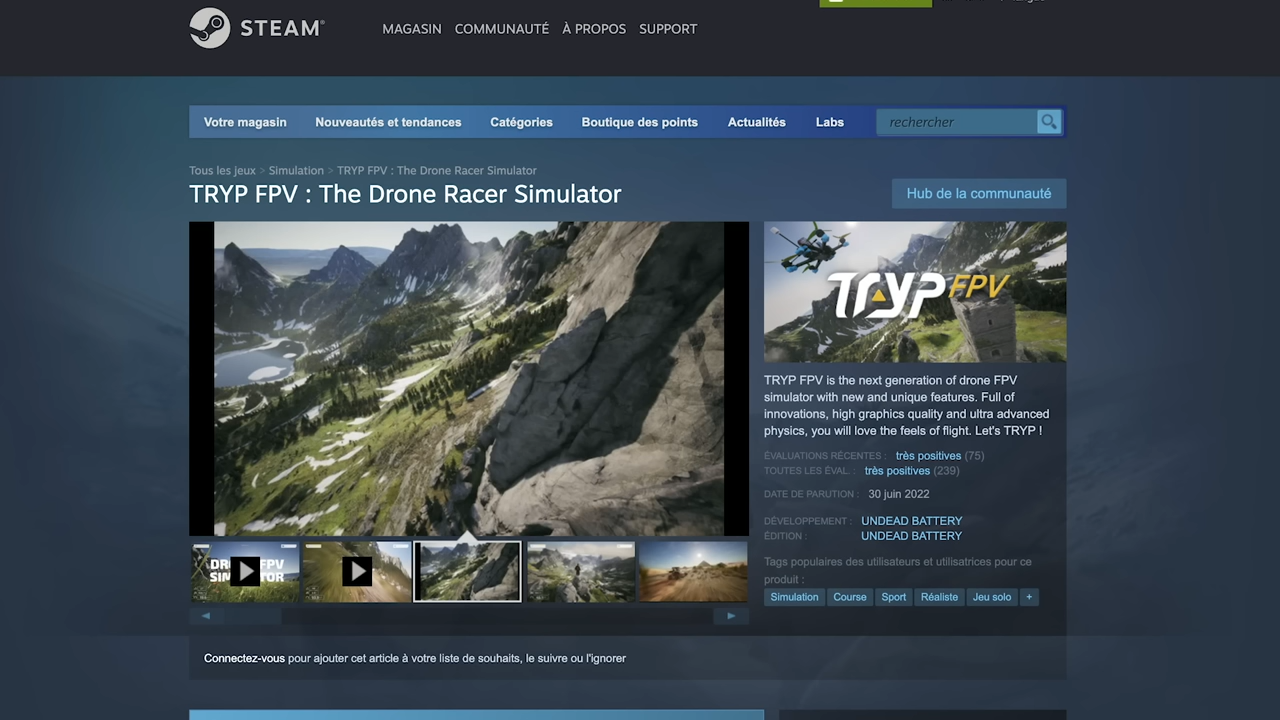 STEAM®
MAGASIN COMMUNAUTÉ À PROPOS SUPPORT
Votre magasin Nouveautés et tendances Catégories Boutique des points Actualités Labs rechercher
Tous les jeux > Simulation > TRYP FPV : The Drone Racer Simulator
TRYP FPV : The Drone Racer Simulator
Hub de la communauté
TRYP FPV
TRYP FPV is the next generation of drone FPV
simulator with new and unique features. Full of
innovations, high graphics quality and ultra advanced
physics, you will love the feels of flight. Let's TRYP !
ÉVALUATIONS RÉCENTES : très positives (75)
TOUTES LES ÉVAL. : très positives (239)
DATE DE PARUTION : 30 juin 2022
DÉVELOPPEMENT : UNDEAD BATTERY
ÉDITION : UNDEAD BATTERY
Tags populaires des utilisateurs et utilisatrices pour ce
produit :
Simulation Course Sport Réaliste Jeu solo +
Connectez-vous pour ajouter cet article à votre liste de souhaits, le suivre ou l'ignorer